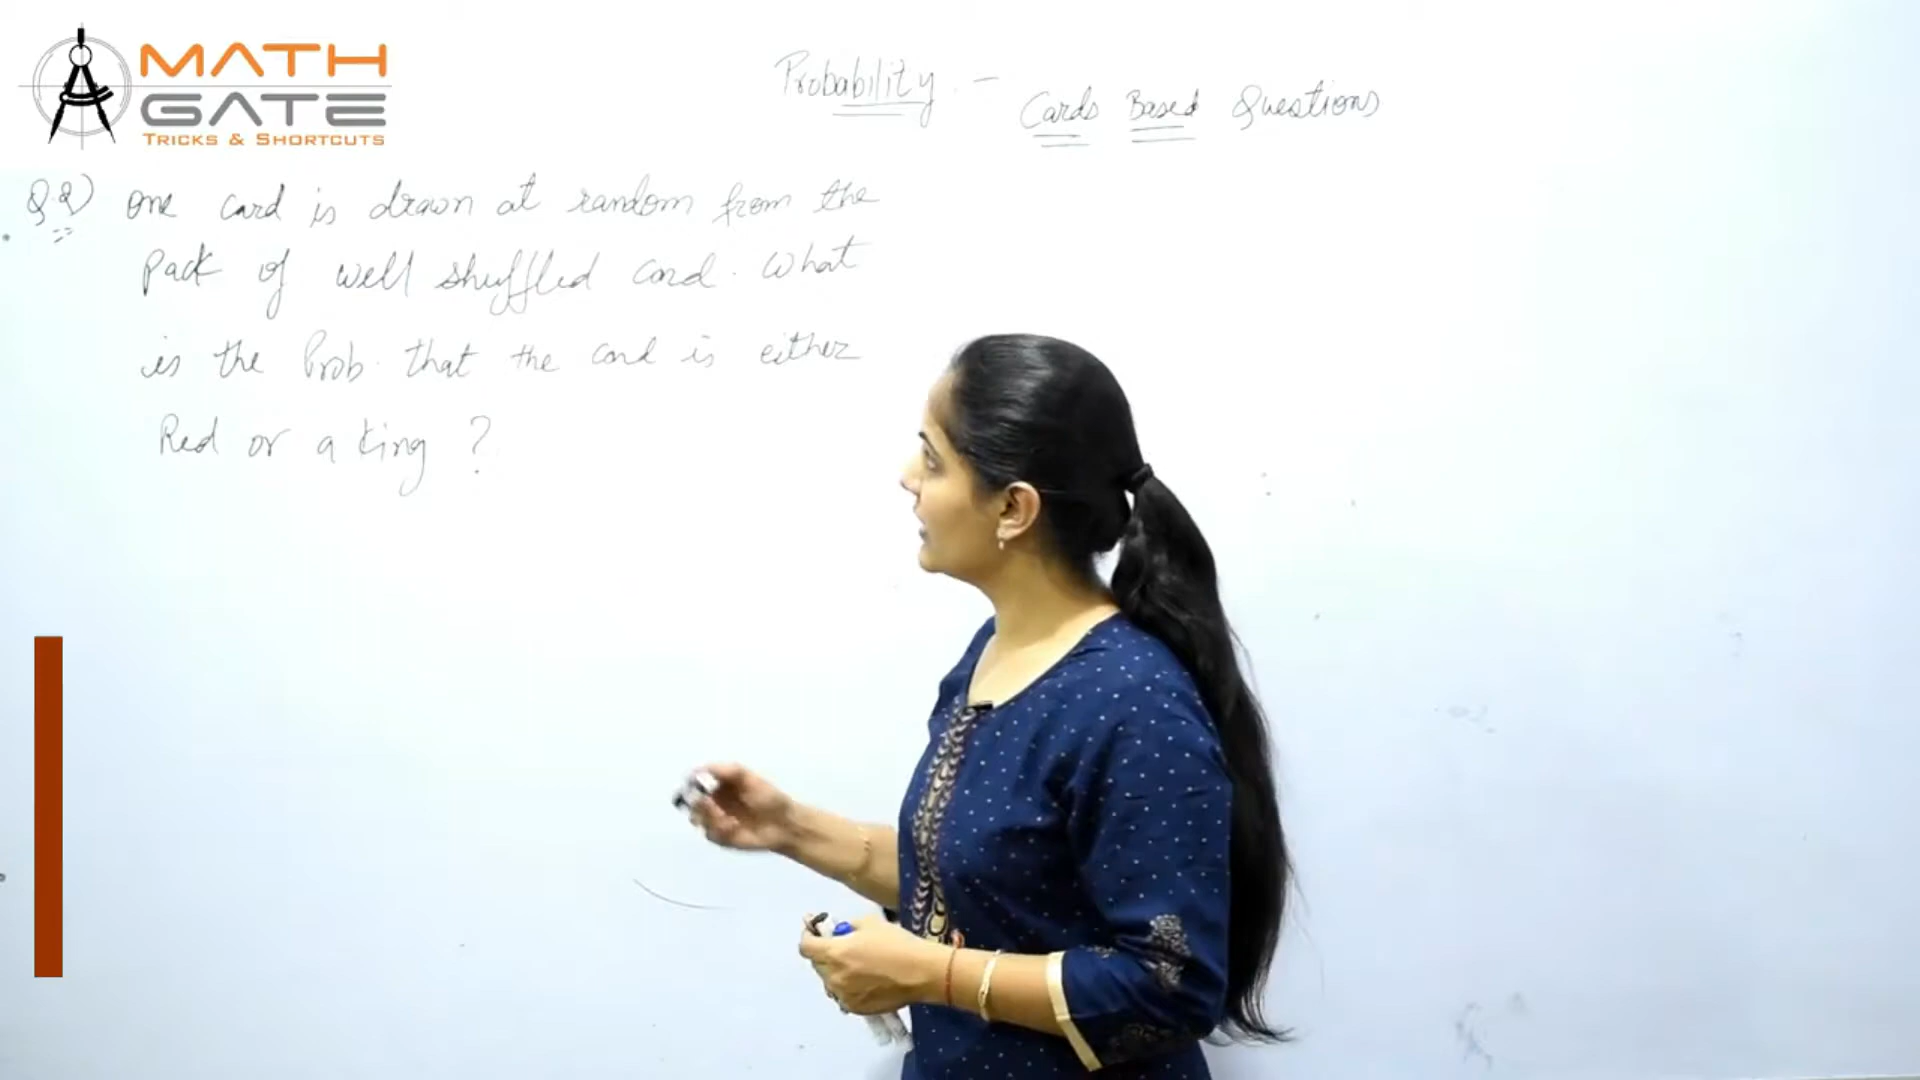 MATH
GATE
TRICKS & SHORTCUTS
Probability - Cards Based Questions
Q.2) One card is drawn at random from the
Pack of well shuffled card. What
is the Prob. that the card is either
Red or a king ?